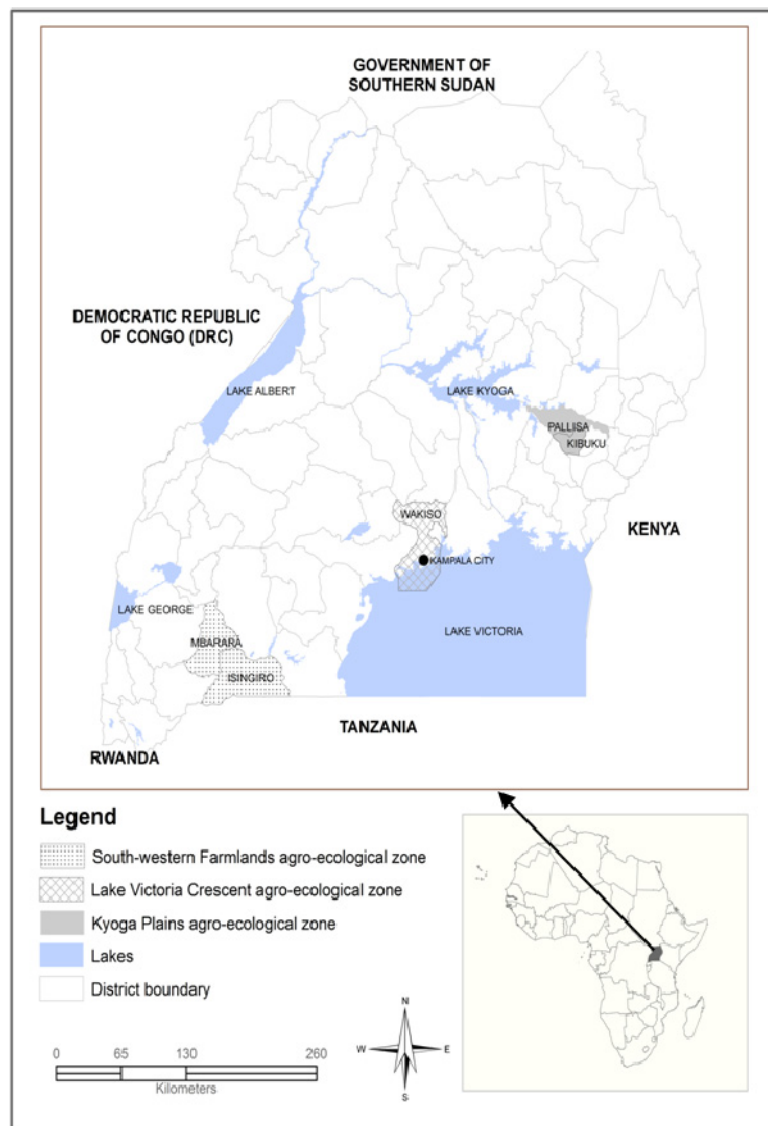 GOVERNMENT OF
SOUTHERN SUDAN
DEMOCRATIC REPUBLIC
OF CONGO (DRC)
LAKE ALBERT
LAKE KYOGA
PALLISA
KIBUKU
WAKISO
KENYA
KAMPALA CITY
LAKE GEORGE
LAKE VICTORIA
MBARARA
ISINGIRO
TANZANIA
RWANDA
Legend
South-western Farmlands agro-ecological zone
Lake Victoria Crescent agro-ecological zone
Kyoga Plains agro-ecological zone
Lakes
District boundary
N
W E
S
0 65 130 260
Kilometers